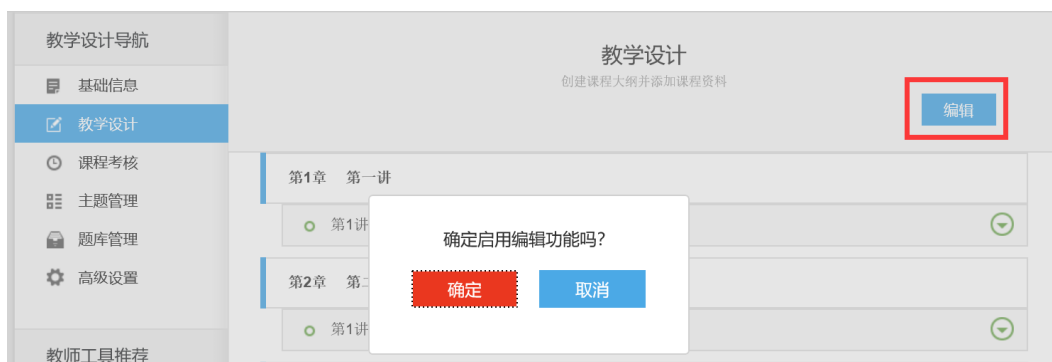 教学设计导航
基础信息
教学设计
课程考核
主题管理
题库管理
高级设置
教师工具推荐
教学设计
创建课程大纲并添加课程资料
编辑
第1章 第一讲
第1讲
第2章 第
第1讲
确定启用编辑功能吗?
确定 取消